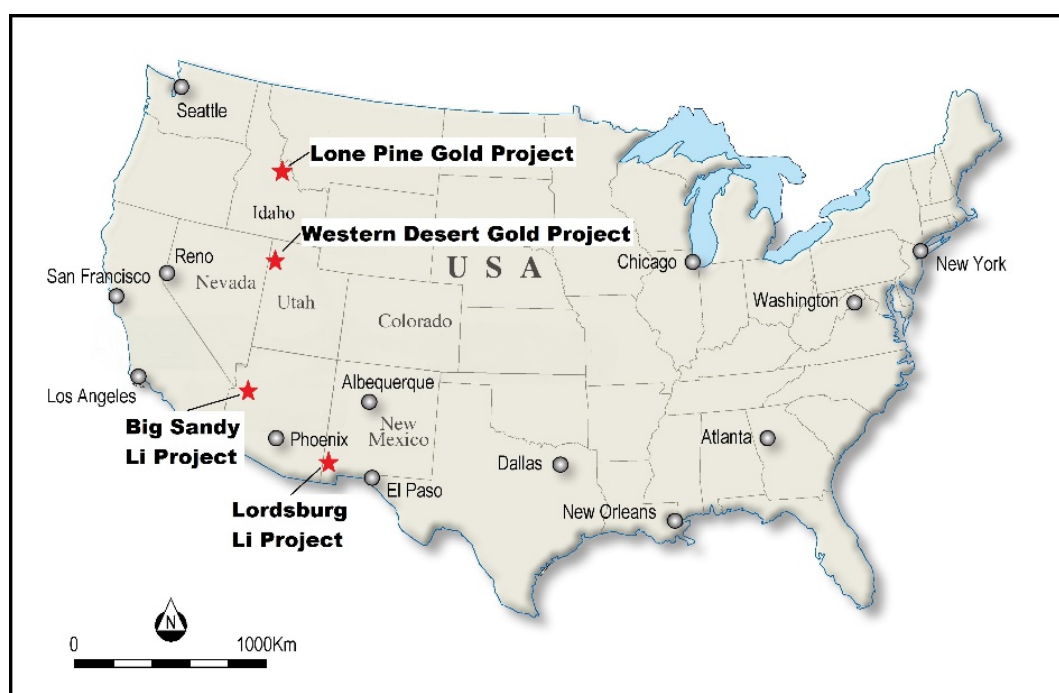 Seattle
Lone Pine Gold Project
Idaho
Western Desert Gold Project
Reno
Nevada
San Francisco
Utah
U S A
Chicago
New York
Washington
Colorado
Los Angeles
Albequerque
New
Mexico
Big Sandy
Li Project
Phoenix
Atlanta
Dallas
El Paso
Lordsburg
Li Project
New Orleans
N
0 1000Km